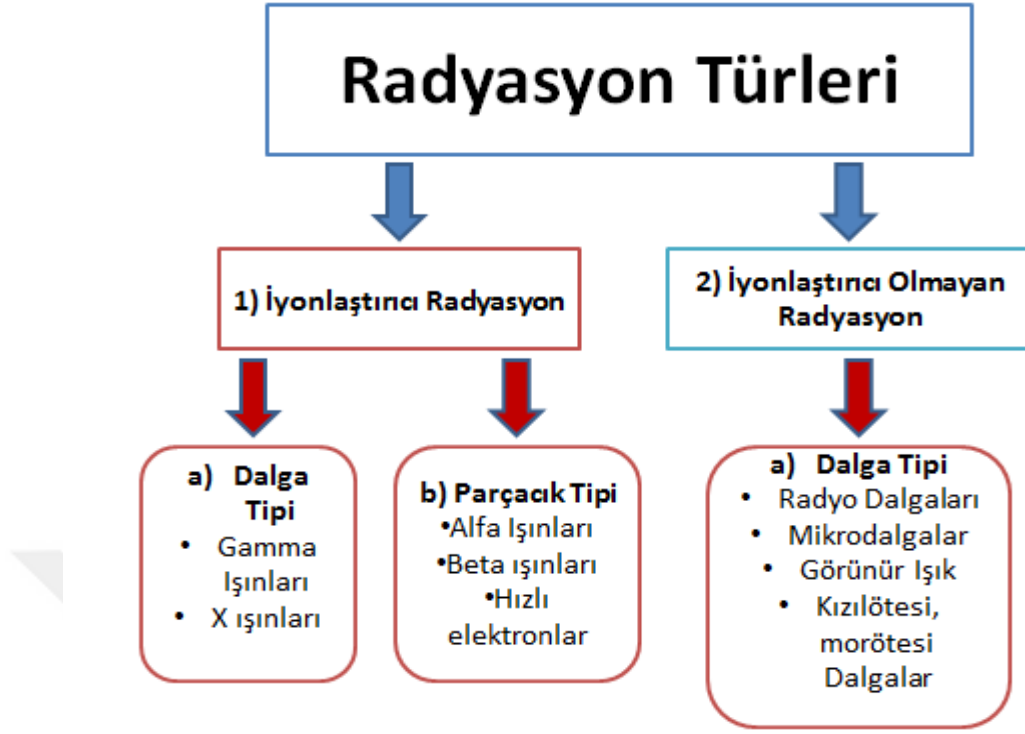 Radyasyon Türleri
1) İyonlaştırıcı Radyasyon
2) İyonlaştırıcı Olmayan
Radyasyon
a) Dalga
Tipi
• Gamma
Işınları
• X ışınları
b) Parçacık Tipi
•Alfa Işınları
•Beta ışınları
•Hızlı
elektronlar
a) Dalga Tipi
• Radyo Dalgaları
• Mikrodalgalar
• Görünür Işık
• Kızılötesi,
morötesi
Dalgalar